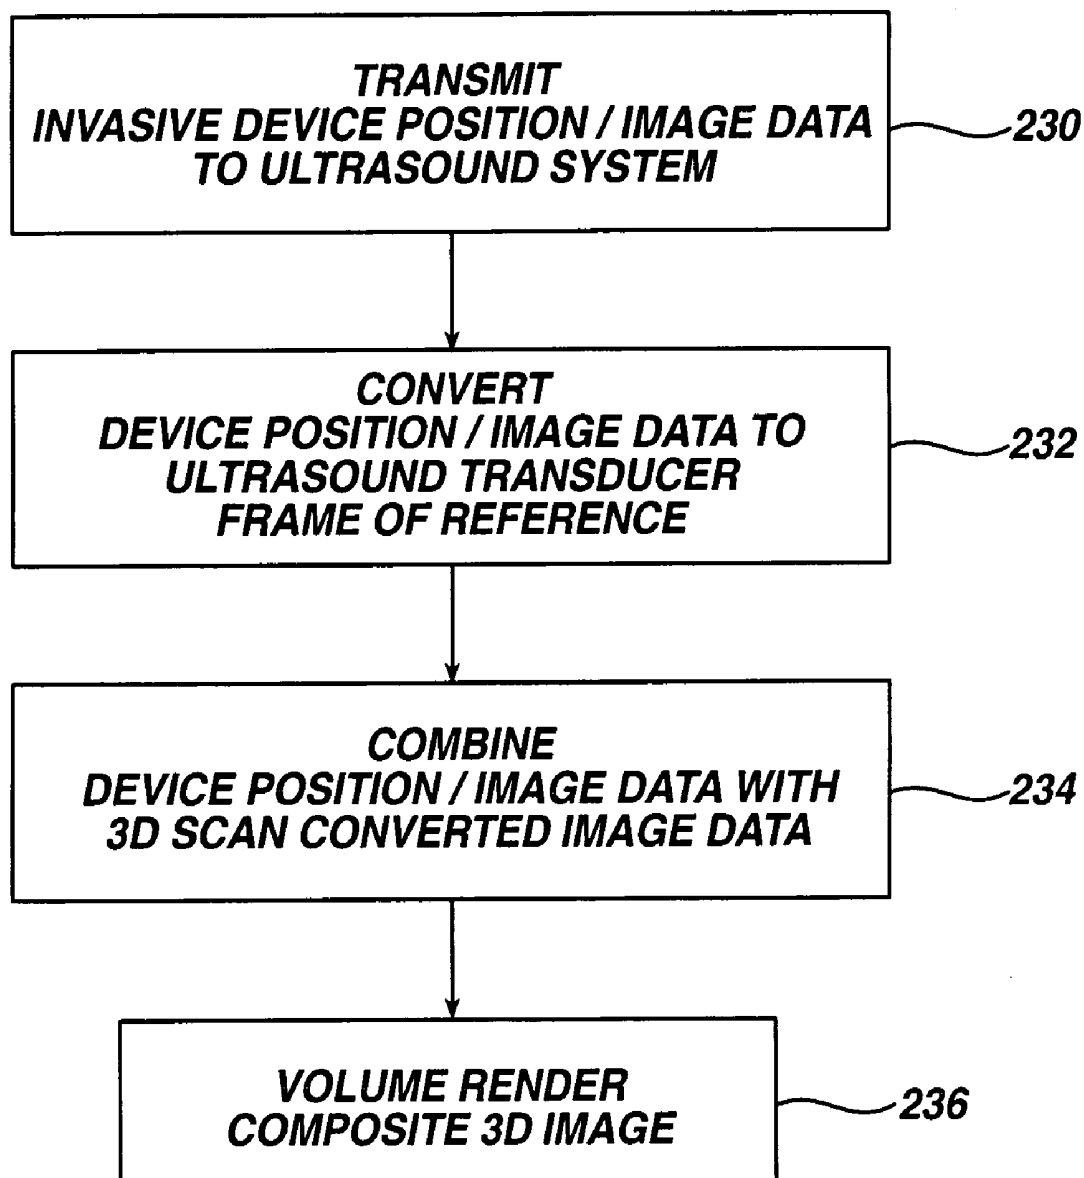 TRANSMIT
INVASIVE DEVICE POSITION / IMAGE DATA
TO ULTRASOUND SYSTEM
230
CONVERT
DEVICE POSITION / IMAGE DATA TO
ULTRASOUND TRANSDUCER
FRAME OF REFERENCE
232
COMBINE
DEVICE POSITION / IMAGE DATA WITH
3D SCAN CONVERTED IMAGE DATA
234
VOLUME RENDER
COMPOSITE 3D IMAGE
236